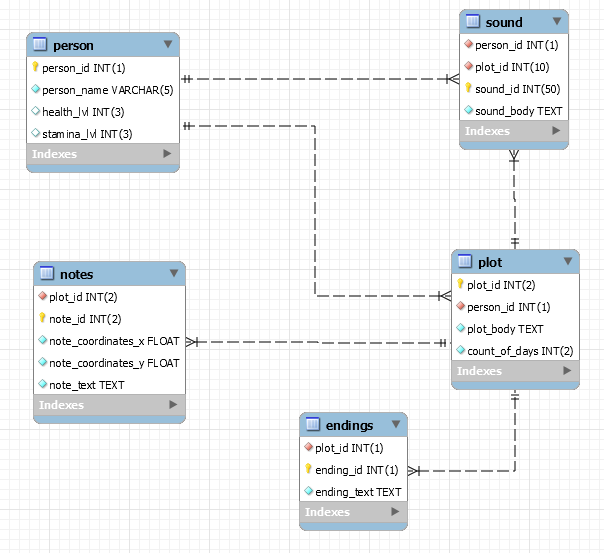 person
person_id INT(1)
person_name VARCHAR(5)
health_lvl INT(3)
stamina_lvl INT(3)
Indexes
sound
person_id INT(1)
plot_id INT(10)
sound_id INT(50)
sound_body TEXT
Indexes
notes
plot_id INT(2)
note_id INT(2)
note_coordinates_x FLOAT
note_coordinates_y FLOAT
note_text TEXT
Indexes
plot
plot_id INT(2)
person_id INT(1)
plot_body TEXT
count_of_days INT(2)
Indexes
endings
plot_id INT(1)
ending_id INT(1)
ending_text TEXT
Indexes